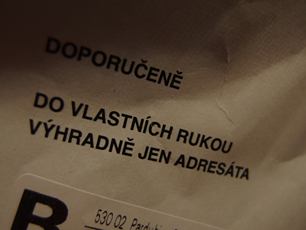 DOPORUČENĚ
DO VLASTNÍCH RUKOU
VÝHRADNĚ JEN ADRESÁTA
R
530 02